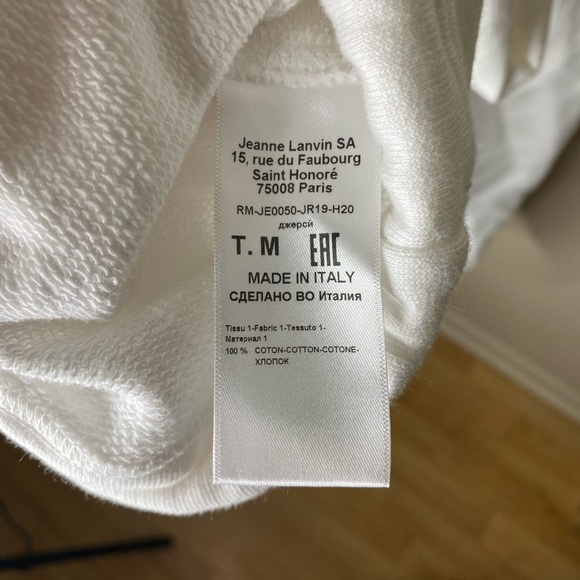 Jeanne Lanvin SA
15, rue du Faubourg
Saint Honoré
75008 Paris
RM-JE0050-JR19-H20
джерсй
T. M EAC
MADE IN ITALY
СДЕЛАНО ВО Италия
Tissu 1-Fabric 1-Tessuto 1-
Материал 1
100 % COTON-COTTON-COTONE-
ХЛОПОК